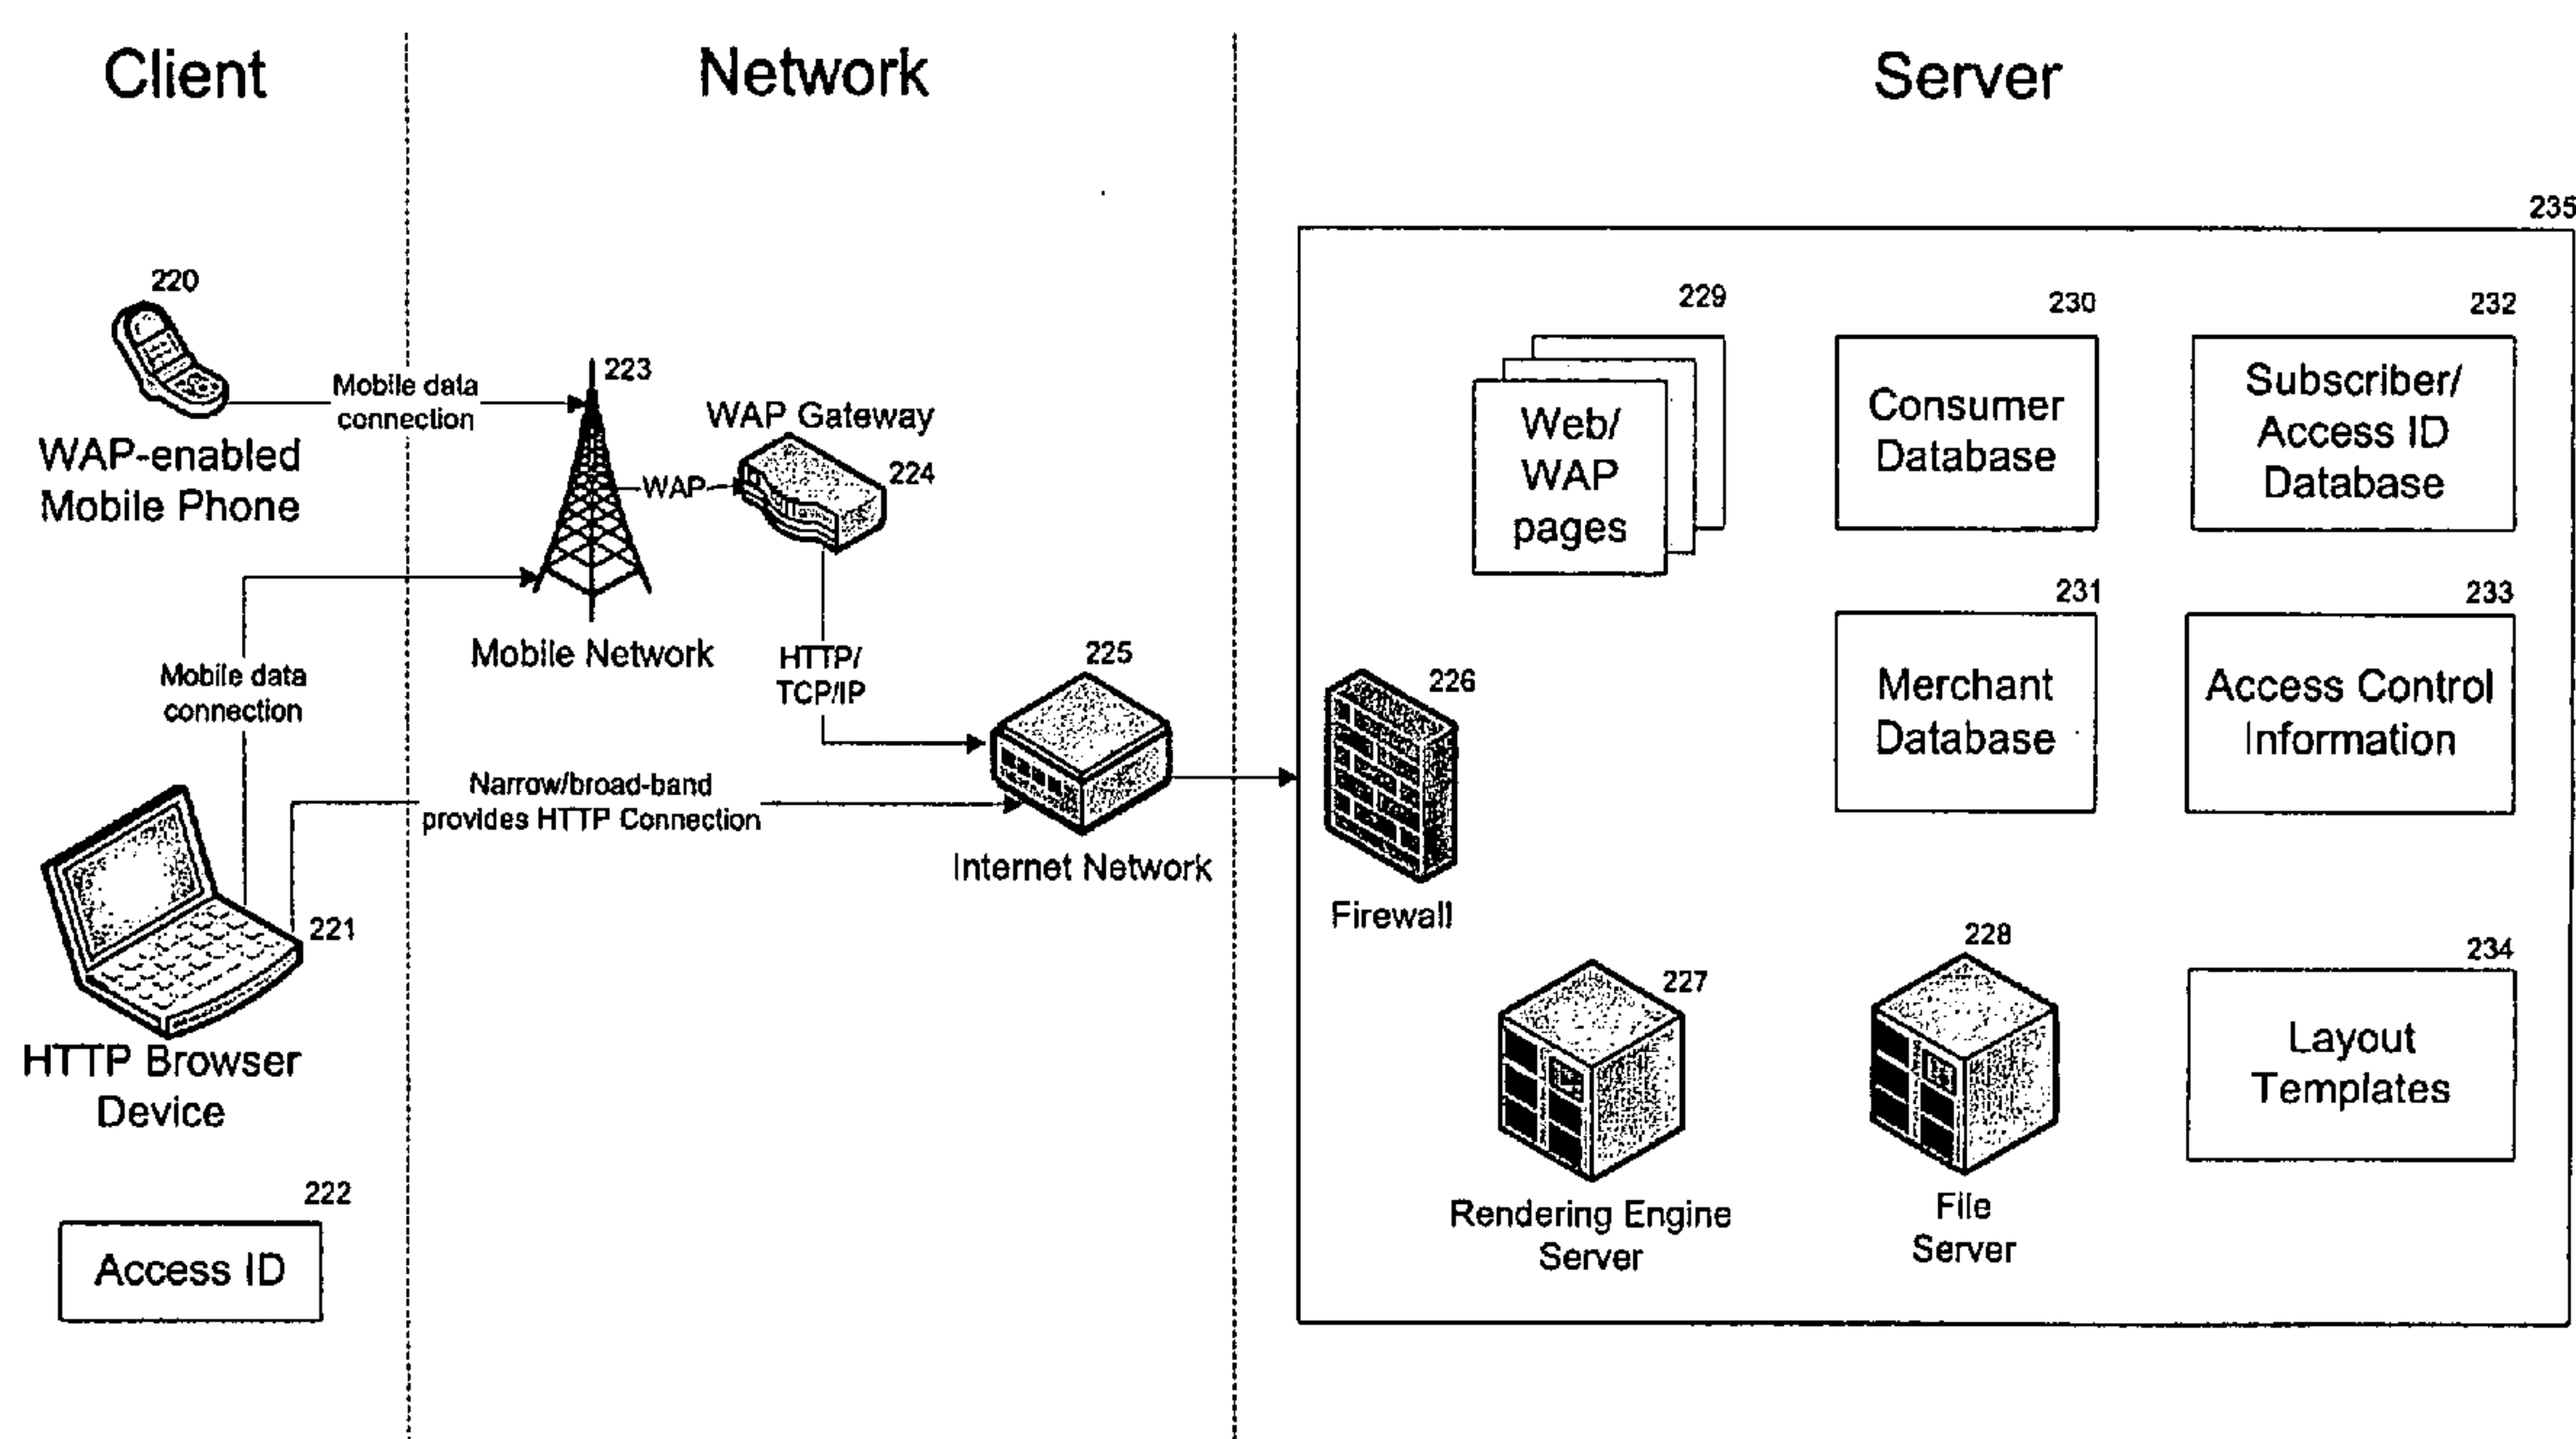 Client
Network
Server
235
220
WAP-enabled
Mobile Phone
Mobile data
connection
223
Mobile Network
WAP
WAP Gateway
224
HTTP/
TCP/IP
Mobile data
connection
Narrow/broad-band
provides HTTP Connection
225
Internet Network
221
HTTP Browser
Device
222
Access ID
226
Firewall
229
Web/
WAP
pages
230
Consumer
Database
232
Subscriber/
Access ID
Database
231
Merchant
Database
233
Access Control
Information
227
Rendering Engine
Server
228
File
Server
234
Layout
Templates